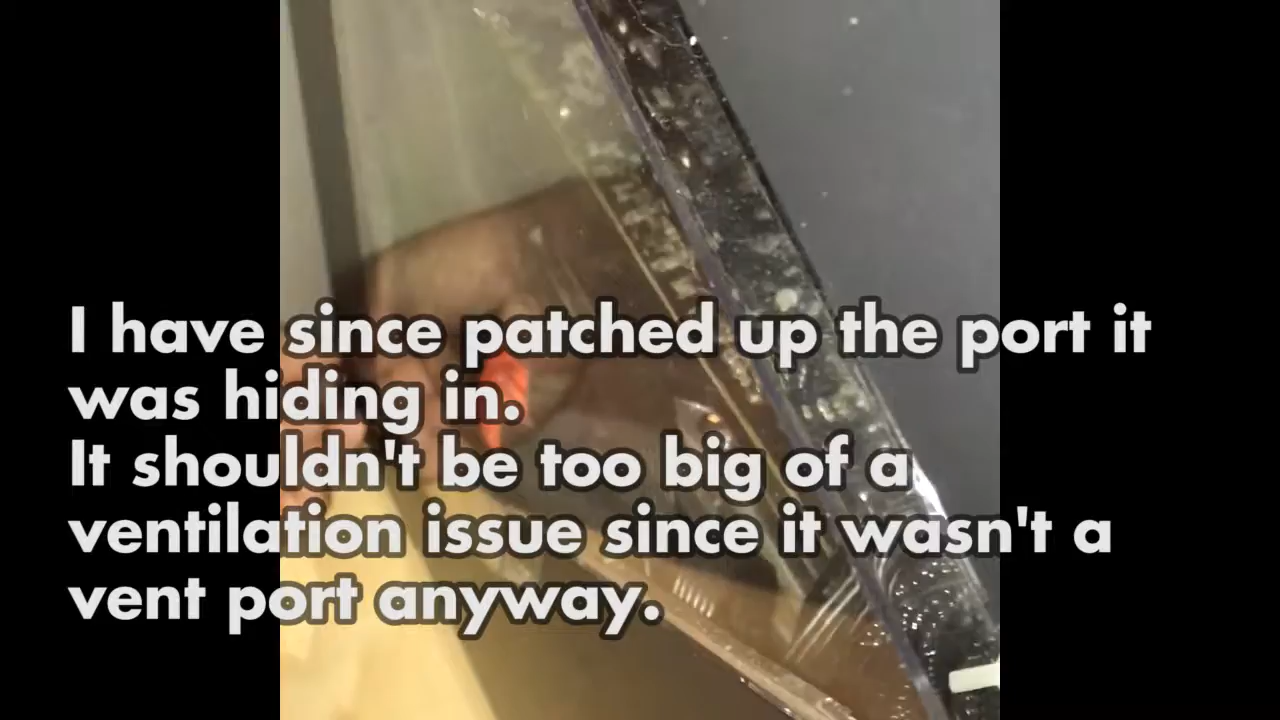 I have since patched up the port it
was hiding in.
It shouldn't be too big of a
ventilation issue since it wasn't a
vent port anyway.